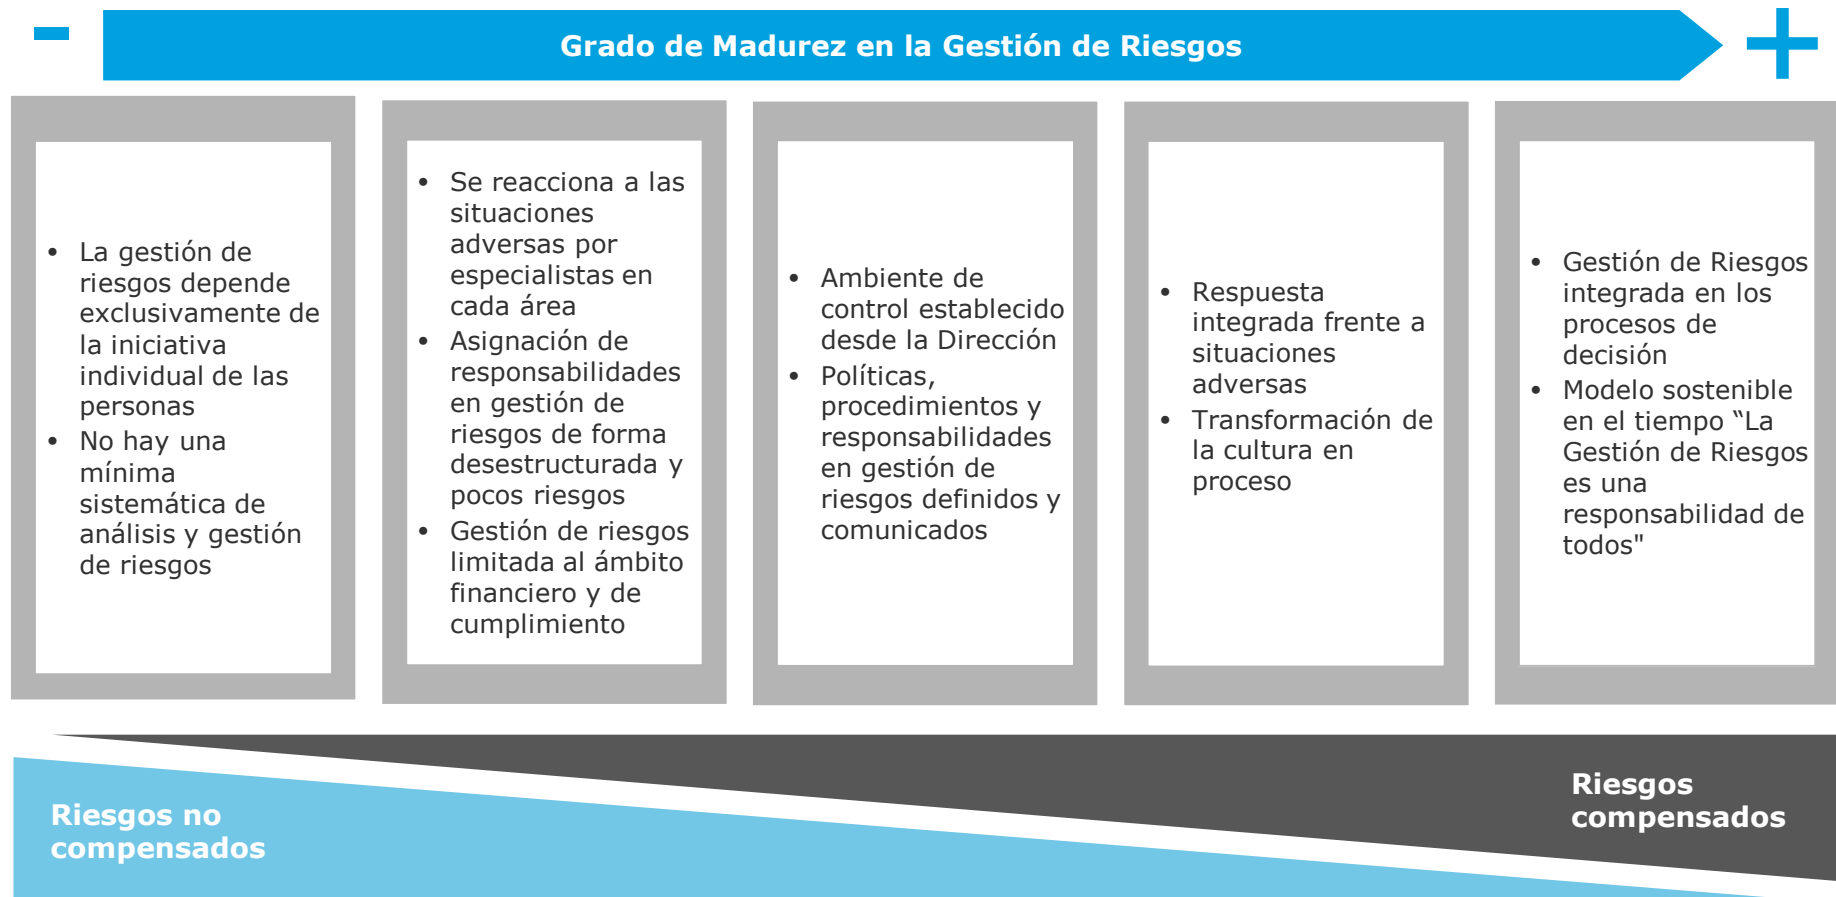 Grado de Madurez en la Gestión de Riesgos
• La gestión de
riesgos depende
exclusivamente de
la iniciativa
individual de las
personas
• No hay una
mínima
sistemática de
análisis y gestión
de riesgos
• Se reacciona a las
situaciones
adversas por
especialistas en
cada área
• Asignación de
responsabilidades
en gestión de
riesgos de forma
desestructurada y
pocos riesgos
• Gestión de riesgos
limitada al ámbito
financiero y de
cumplimiento
• Ambiente de
control establecido
desde la Dirección
• Políticas,
procedimientos y
responsabilidades
en gestión de
riesgos definidos y
comunicados
• Respuesta
integrada frente a
situaciones
adversas
• Transformación de
la cultura en
proceso
• Gestión de Riesgos
integrada en los
procesos de
decisión
• Modelo sostenible
en el tiempo “La
Gestión de Riesgos
es una
responsabilidad de
todos"
Riesgos no
compensados
Riesgos
compensados